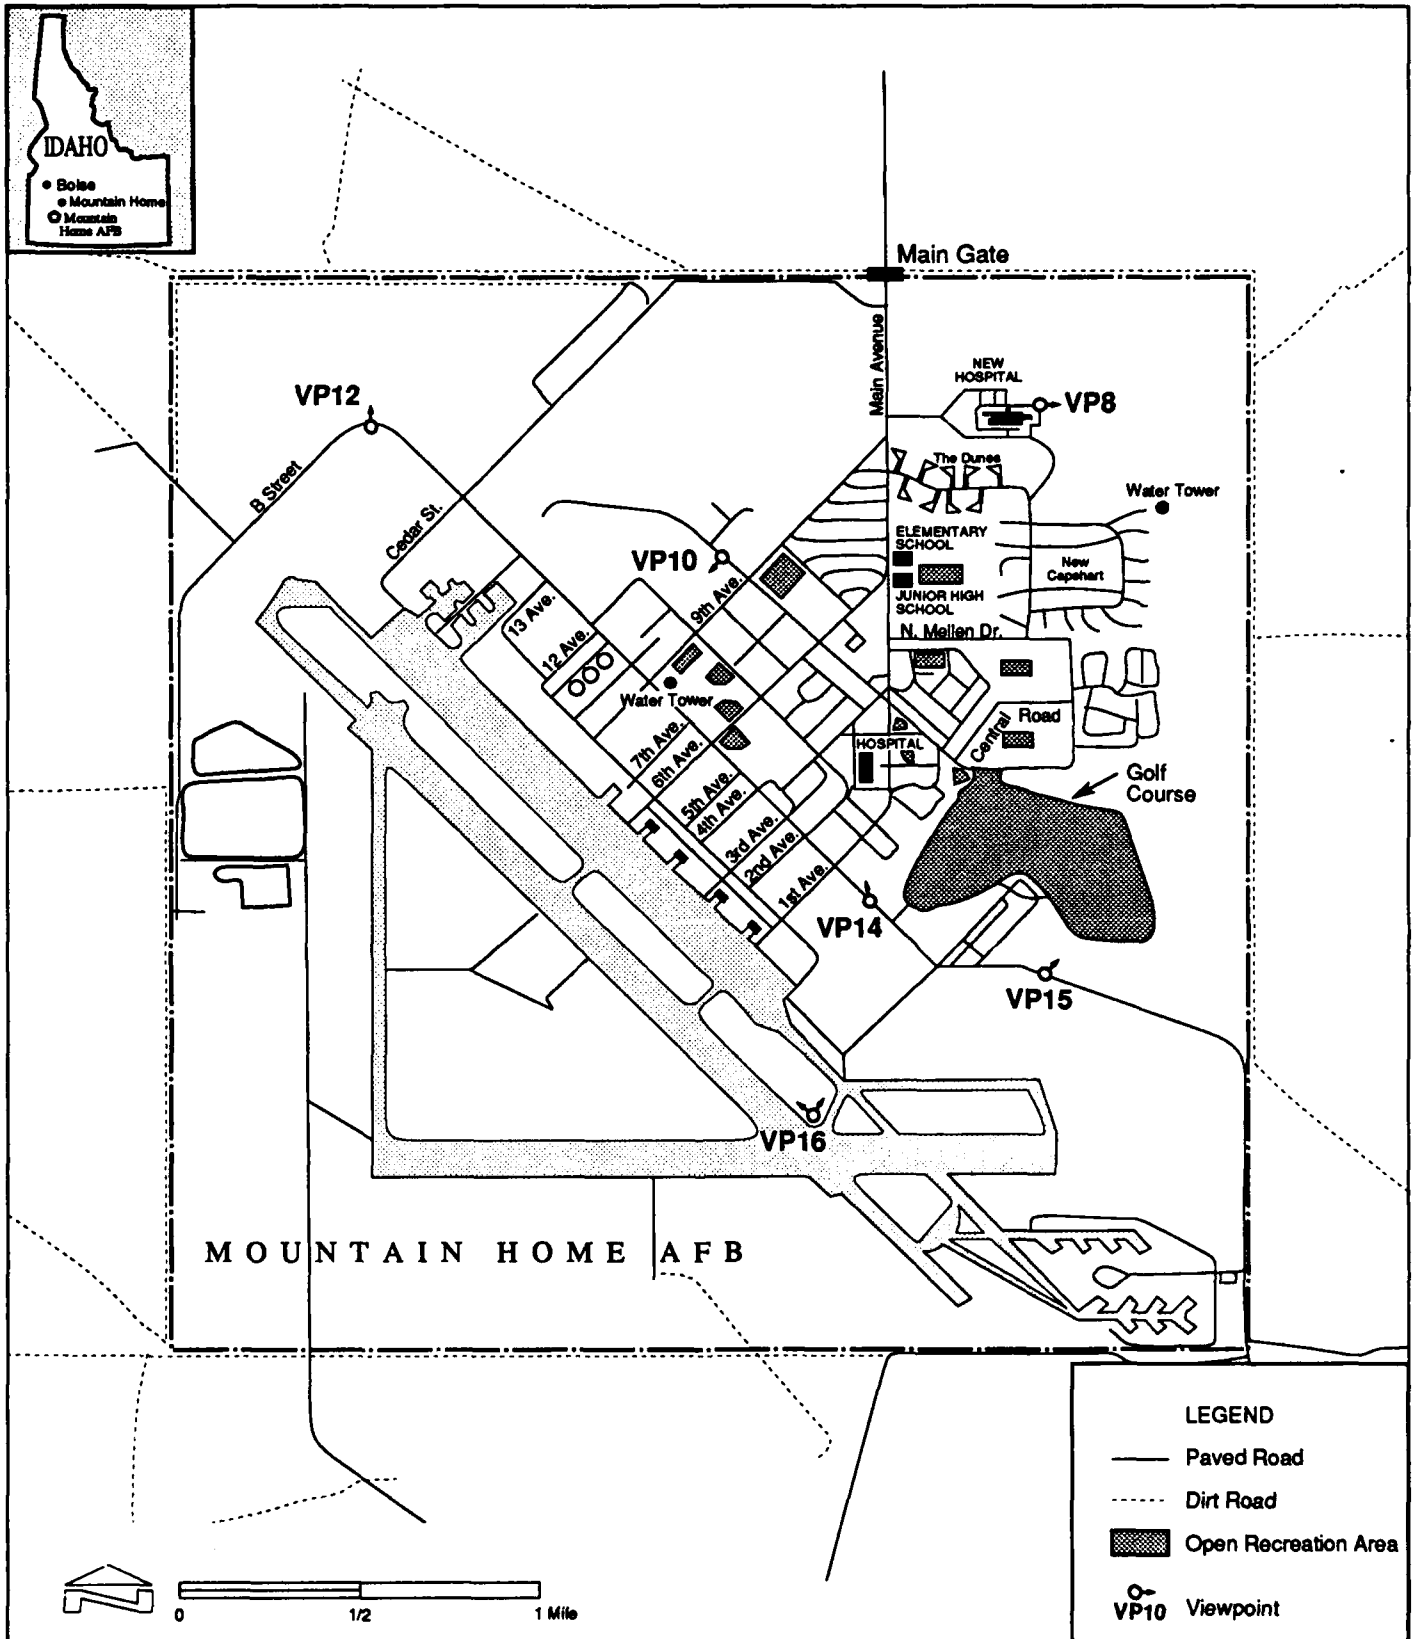 IDAHO
Boise
Mountain Home
Mountain
Home AFB
Main Gate
Main Avenue
NEW
HOSPITAL
VP8
VP12
B Street
Cedar St.
The Dunes
Water Tower
ELEMENTARY
SCHOOL
New
Capehart
JUNIOR HIGH
SCHOOL
N. Mellen Dr.
VP10
9th Ave.
13 Ave.
12 Ave.
Water Tower
7th Ave.
6th Ave.
5th Ave.
4th Ave.
3rd Ave.
2nd Ave.
1st Ave.
HOSPITAL
Central
Road
Golf
Course
VP14
VP15
VP16
MOUNTAIN HOME AFB
LEGEND
Paved Road
Dirt Road
Open Recreation Area
VP10 Viewpoint
N
0 1/2 1 Mile